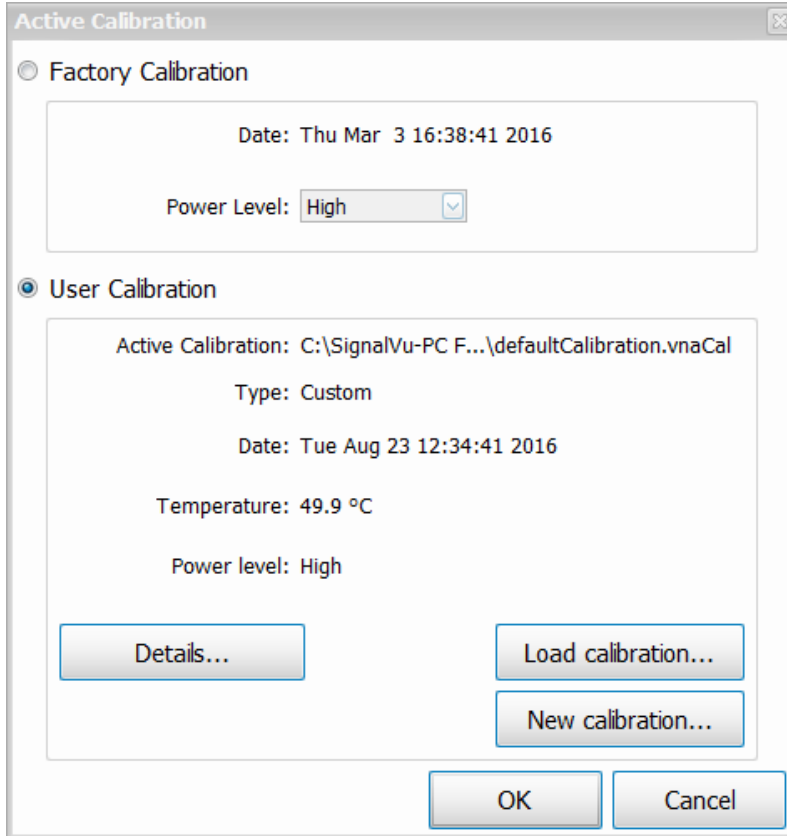 Active Calibration
Factory Calibration
Date: Thu Mar  3 16:38:41 2016
Power Level: High
User Calibration
Active Calibration: C:\SignalVu-PC F...\defaultCalibration.vnaCal
Type: Custom
Date: Tue Aug 23 12:34:41 2016
Temperature: 49.9 ºC
Power level: High
Details... Load calibration...
New calibration...
OK Cancel